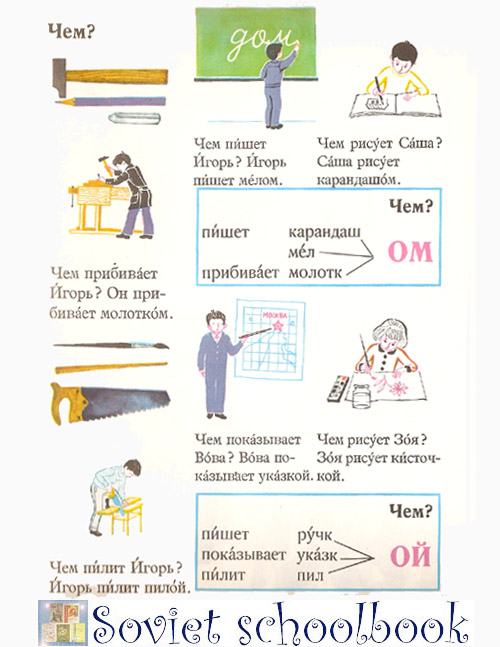 Чем?
дом
Чем пи́шет
И́горь? И́горь
пи́шет ме́лом.
Чем рису́ет Са́ша?
Са́ша рису́ет
карандашо́м.
Чем?
пи́шет карандаш
ме́л ОМ
прибива́ет молотк
Чем прибива́ет
И́горь? Он при-
бива́ет молотко́м.
МОСКВА
Чем пока́зывает
Во́ва? Во́ва по-
ка́зывает ука́зкой.
Чем рису́ет Зо́я?
Зо́я рису́ет ки́сточ-
кой.
Чем?
пи́шет ру́чк
пока́зывает ука́зк ОЙ
пи́лит пил
Чем пи́лит И́горь?
И́горь пи́лит пило́й.
Soviet schoolbook